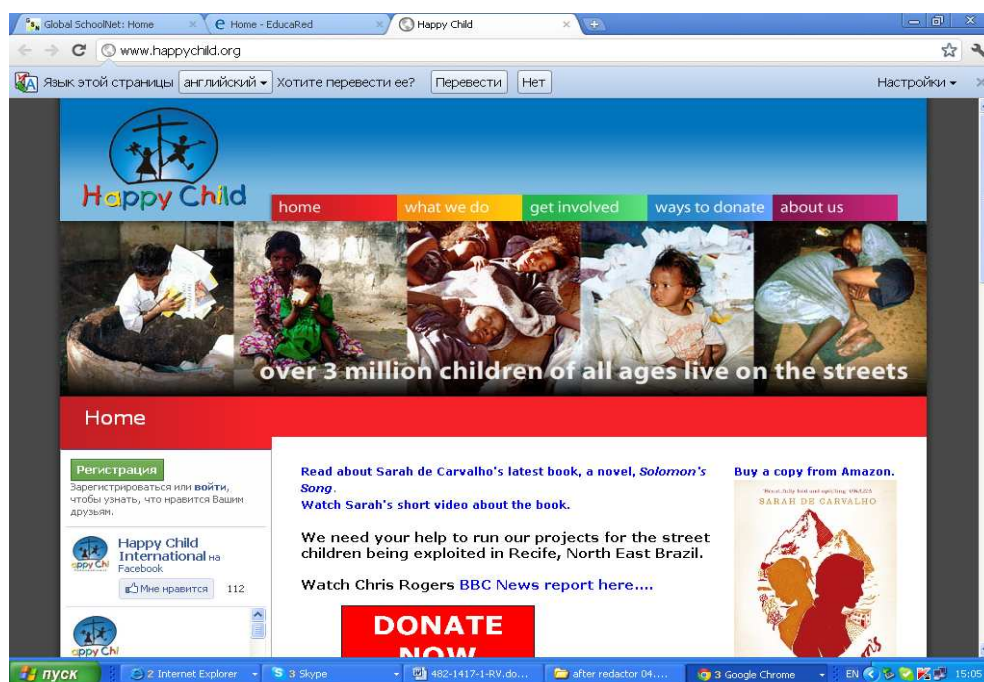 Global SchoolNet: Home
Home - EducaRed
Happy Child
www.happychild.org
Язык этой страницы английский Хотите перевести ее? Перевести Нет Настройки
Happy Child
home what we do get involved ways to donate about us
over 3 million children of all ages live on the streets
Home
Регистрация
Зарегистрироваться или войти,
чтобы узнать, что нравится Вашим
друзьям.
Happy Child
International на
Facebook
Мне нравится 112
Read about Sarah de Carvalho's latest book, a novel, Solomon's
Song.
Watch Sarah's short video about the book.
We need your help to run our projects for the street
children being exploited in Recife, North East Brazil.
Watch Chris Rogers BBC News report here....
DONATE
NOW
Buy a copy from Amazon.
SARAH DE CARVALHO
пуск 2 Internet Explorer 3 Skype 482-1417-1-RV.do... after redactor 04.... 3 Google Chrome EN 15:05